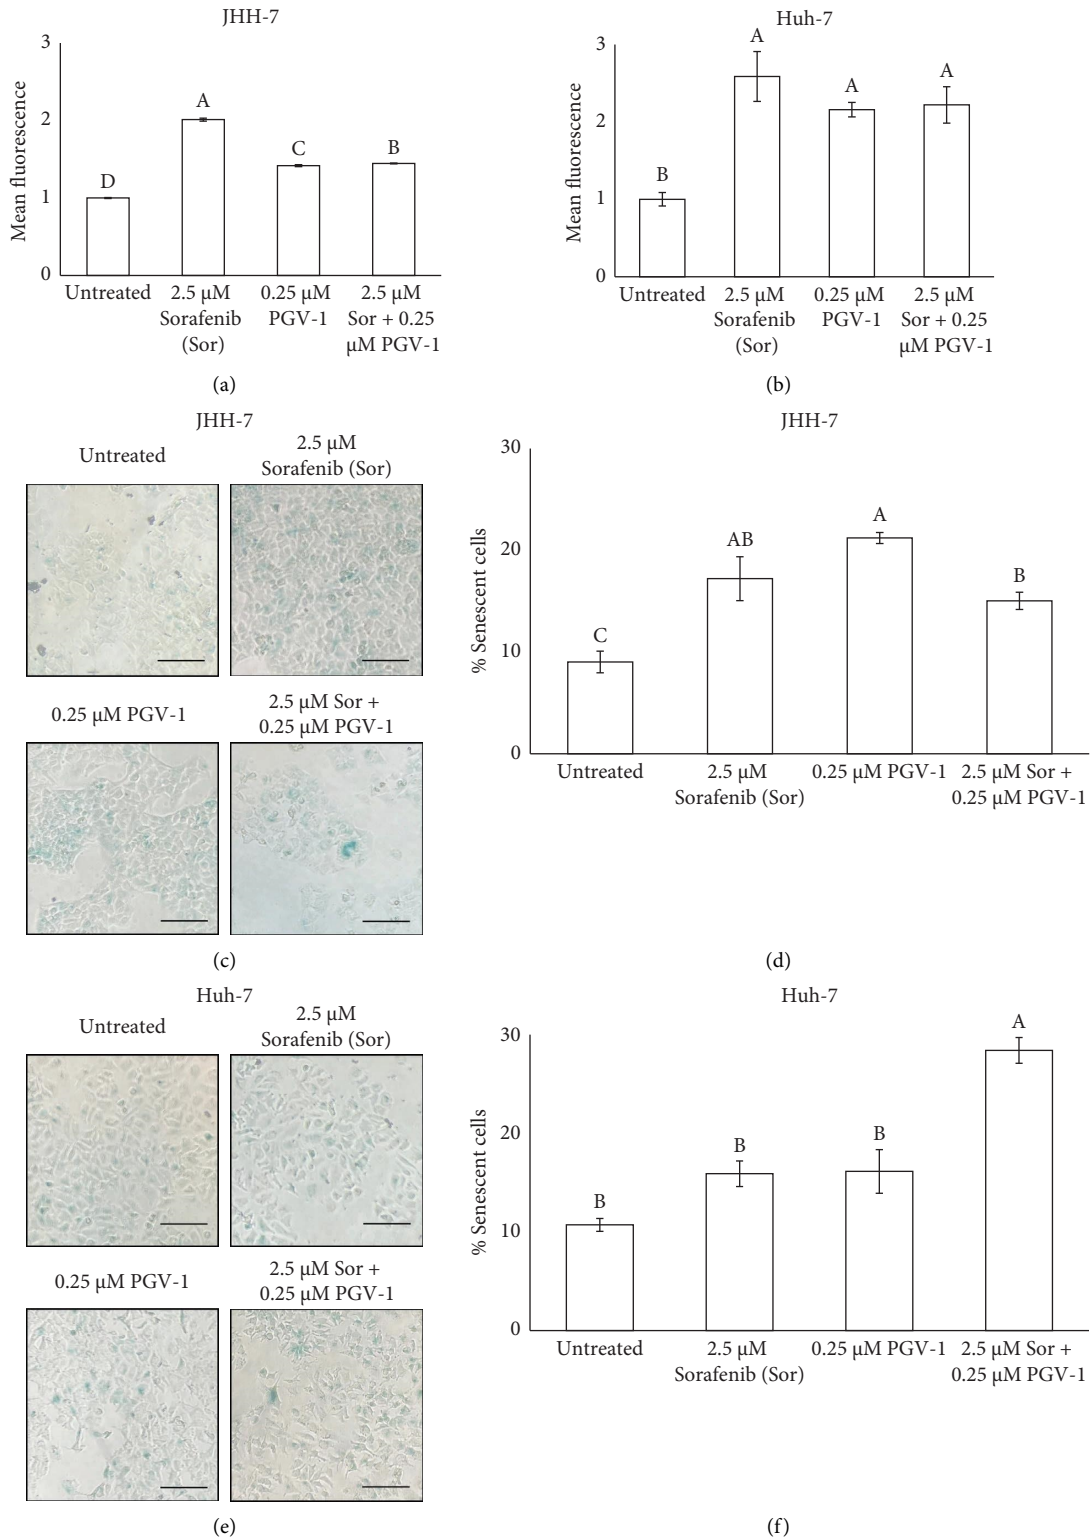 JHH-7
Mean fluorescence
3
2
1
0
D
A
C
B
Untreated
2.5 μM
Sorafenib
(Sor)
0.25 μM
PGV-1
2.5 μM
Sor + 0.25
μM PGV-1
(a)
Huh-7
Mean fluorescence
3
2
1
0
B
A
A
A
Untreated
2.5 μM
Sorafenib
(Sor)
0.25 μM
PGV-1
2.5 μM
Sor + 0.25
μM PGV-1
(b)
JHH-7
Untreated
2.5 μM
Sorafenib (Sor)
0.25 μM PGV-1
2.5 μM Sor +
0.25 μM PGV-1
(c)
JHH-7
% Senescent cells
30
20
10
0
C
AB
A
B
Untreated
2.5 μM
Sorafenib (Sor)
0.25 μM PGV-1
2.5 μM Sor +
0.25 μM PGV-1
(d)
Huh-7
Untreated
2.5 μM
Sorafenib (Sor)
0.25 μM PGV-1
2.5 μM Sor +
0.25 μM PGV-1
(e)
Huh-7
% Senescent cells
30
20
10
0
B
B
B
A
Untreated
2.5 μM
Sorafenib (Sor)
0.25 μM PGV-1
2.5 μM Sor +
0.25 μM PGV-1
(f)